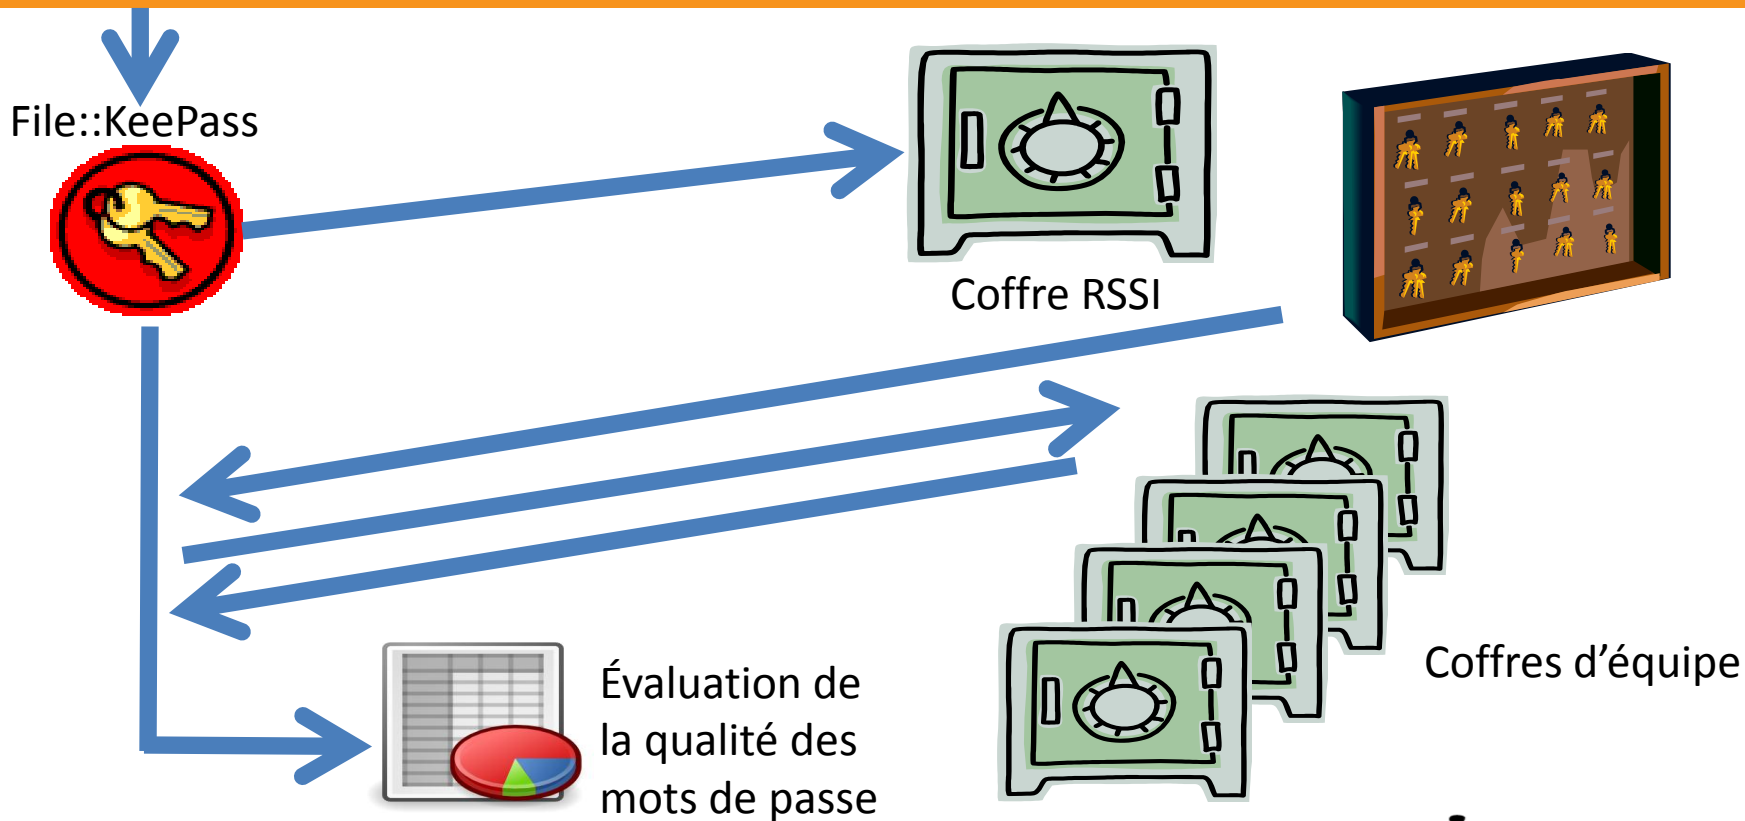 File::KeePass
Coffre RSSI
Coffres d’équipe
Évaluation de
la qualité des
mots de passe